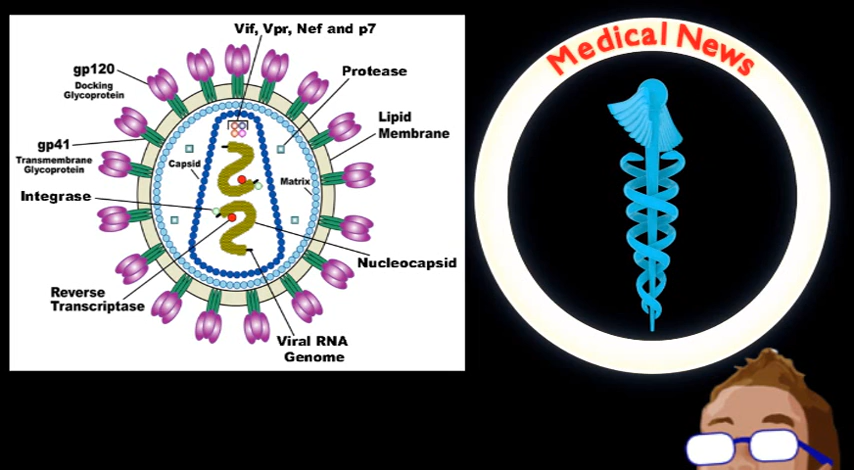 Vif, Vpr, Nef and p7
gp120
Docking
Glycoprotein
Protease
Lipid
Membrane
gp41
Transmembrane
Glycoprotein
Capsid
Matrix
Integrase
Nucleocapsid
Reverse
Transcriptase
Viral RNA
Genome
Medical News